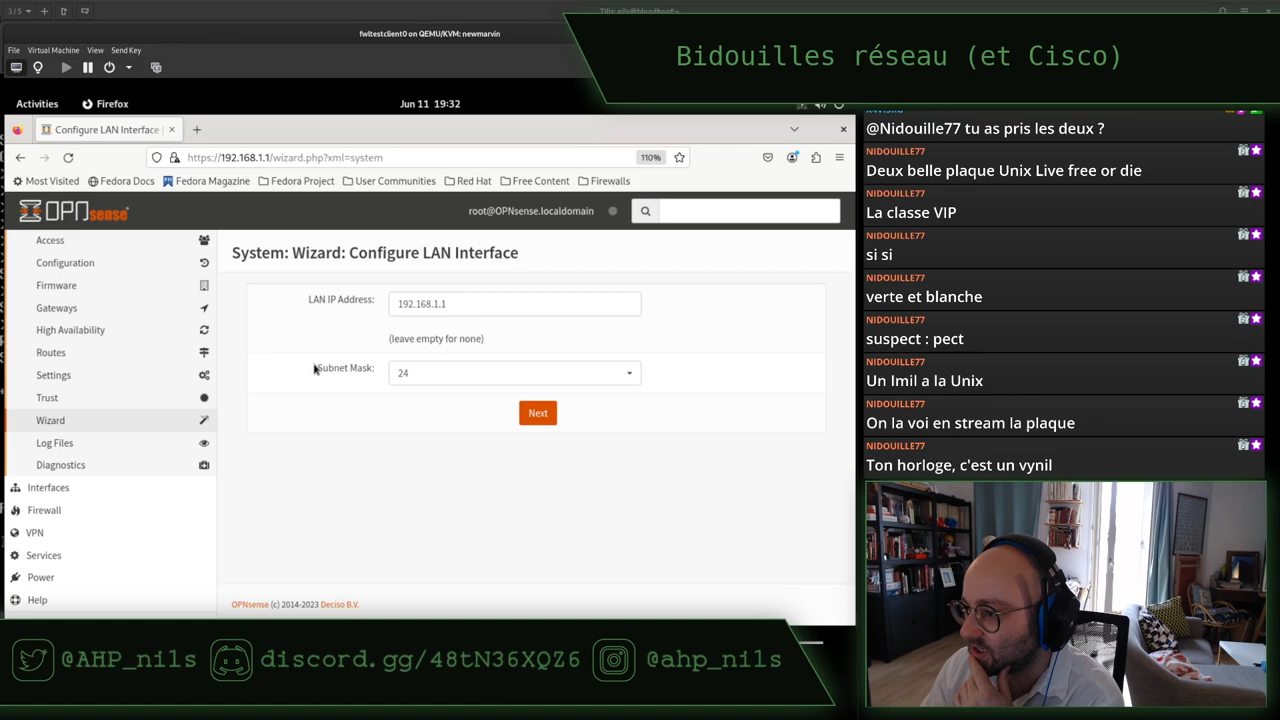 3/5
Tilix: nils@bloodhoof:~
fwltestclient0 on QEMU/KVM: newmarvin
Bidouilles réseau (et Cisco)
File Virtual Machine View Send Key
Activities Firefox Jun 11 19:32
Configure LAN Interface |
https://192.168.1.1/wizard.php?xml=system 110%
Most Visited Fedora Docs Fedora Magazine Fedora Project User Communities Red Hat Free Content Firewalls
OPNsense root@OPNsense.localdomain
Access
Configuration
Firmware
Gateways
High Availability
Routes
Settings
Trust
Wizard
Log Files
Diagnostics
Interfaces
Firewall
VPN
Services
Power
Help
System: Wizard: Configure LAN Interface
LAN IP Address: 192.168.1.1
(leave empty for none)
Subnet Mask: 24
Next
OPNsense (c) 2014-2023 Deciso B.V.
@Nidouille77 tu as pris les deux ?
NIDOUILLE77
Deux belle plaque Unix Live free or die
NIDOUILLE77
La classe VIP
NIDOUILLE77
si si
NIDOUILLE77
verte et blanche
NIDOUILLE77
suspect : pect
NIDOUILLE77
Un Imil a la Unix
NIDOUILLE77
On la voi en stream la plaque
NIDOUILLE77
Ton horloge, c'est un vynil
@AHP_nils discord.gg/48tN36XQZ6 @ahp_nils